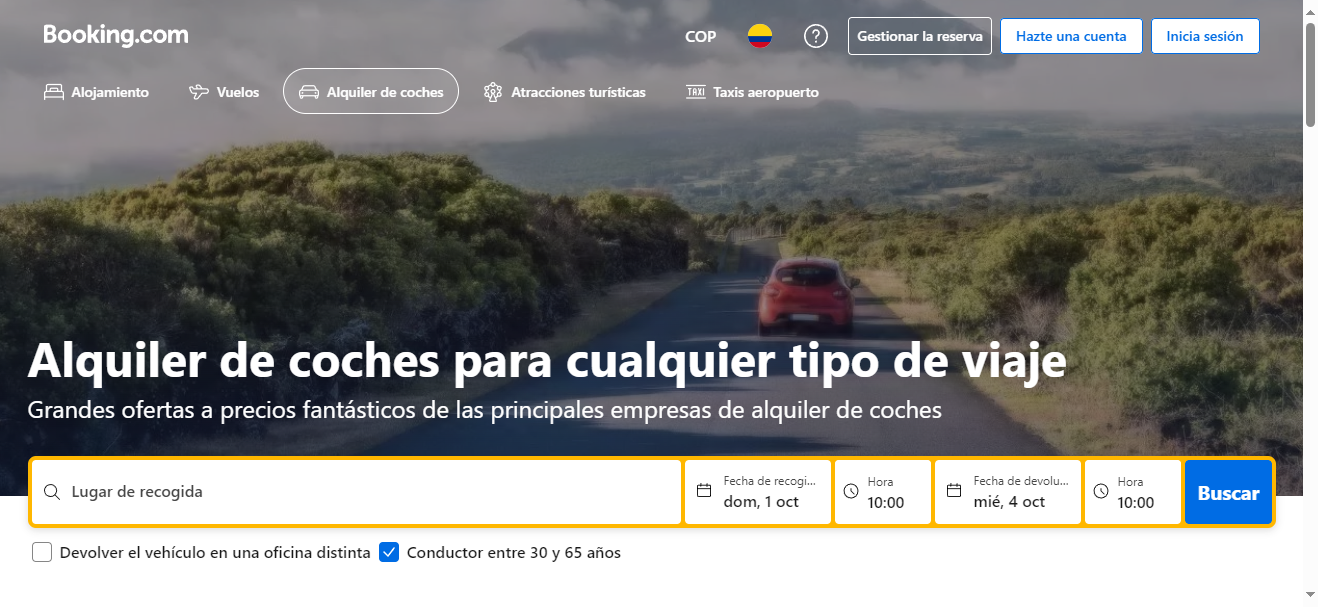 Booking.com
COP
Gestionar la reserva
Hazte una cuenta
Inicia sesión
Alojamiento
Vuelos
Alquiler de coches
Atracciones turísticas
TAXI
Taxis aeropuerto
Alquiler de coches para cualquier tipo de viaje
Grandes ofertas a precios fantásticos de las principales empresas de alquiler de coches
Lugar de recogida
Fecha de recogi...
dom, 1 oct
Hora
10:00
Fecha de devolu...
mié, 4 oct
Hora
10:00
Buscar
Devolver el vehículo en una oficina distinta
Conductor entre 30 y 65 años